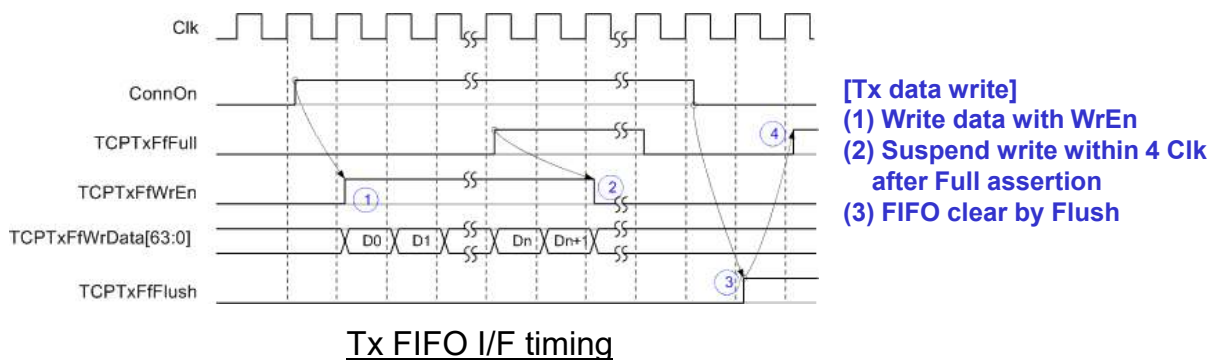 Clk
ConnOn
TCPTxFfFull
4
TCPTxFfWrEn
1
2
TCPTxFfWrData[63:0]
D0 D1 Dn Dn+1
TCPTxFfFlush
3
[Tx data write]
(1) Write data with WrEn
(2) Suspend write within 4 Clk
after Full assertion
(3) FIFO clear by Flush
Tx FIFO I/F timing